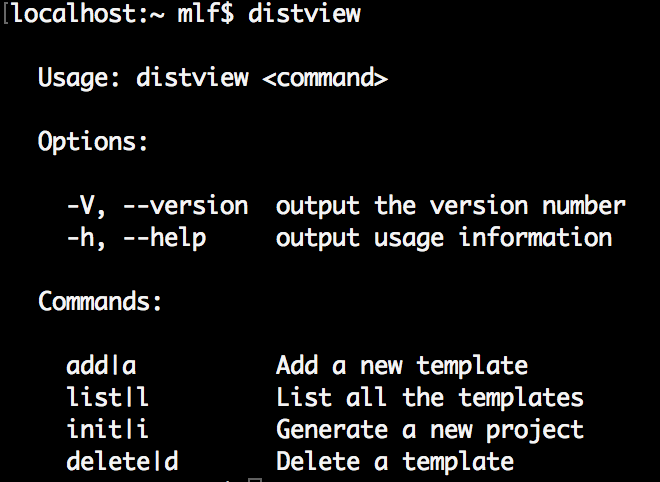 localhost:~ mlf$ distview
Usage: distview <command>
Options:
-V, --version  output the version number
-h, --help     output usage information
Commands:
add|a          Add a new template
list|l         List all the templates
init|i         Generate a new project
delete|d       Delete a template